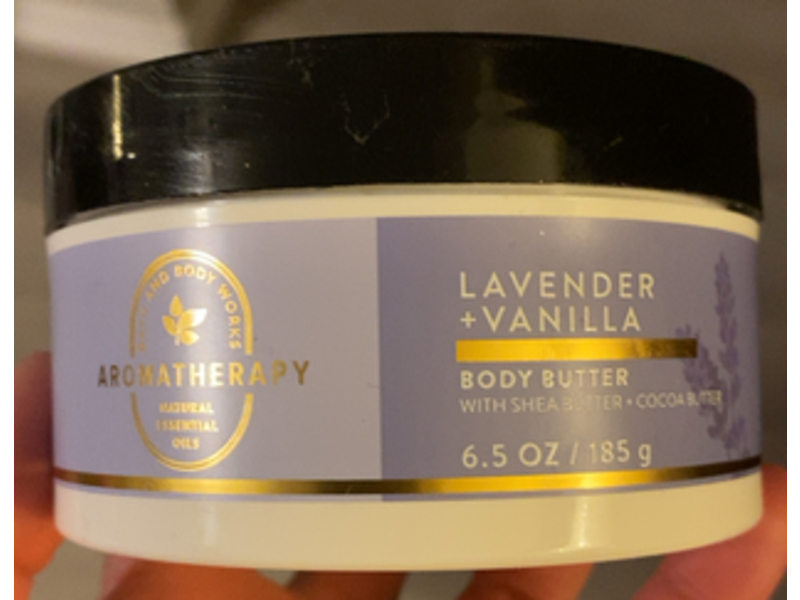 BATH AND BODY WORKS
AROMATHERAPY
NATURAL
ESSENTIAL
OILS
LAVENDER
+VANILLA
BODY BUTTER
WITH SHEA BUTTER • COCOA BUTTER
6.5 OZ / 185 g